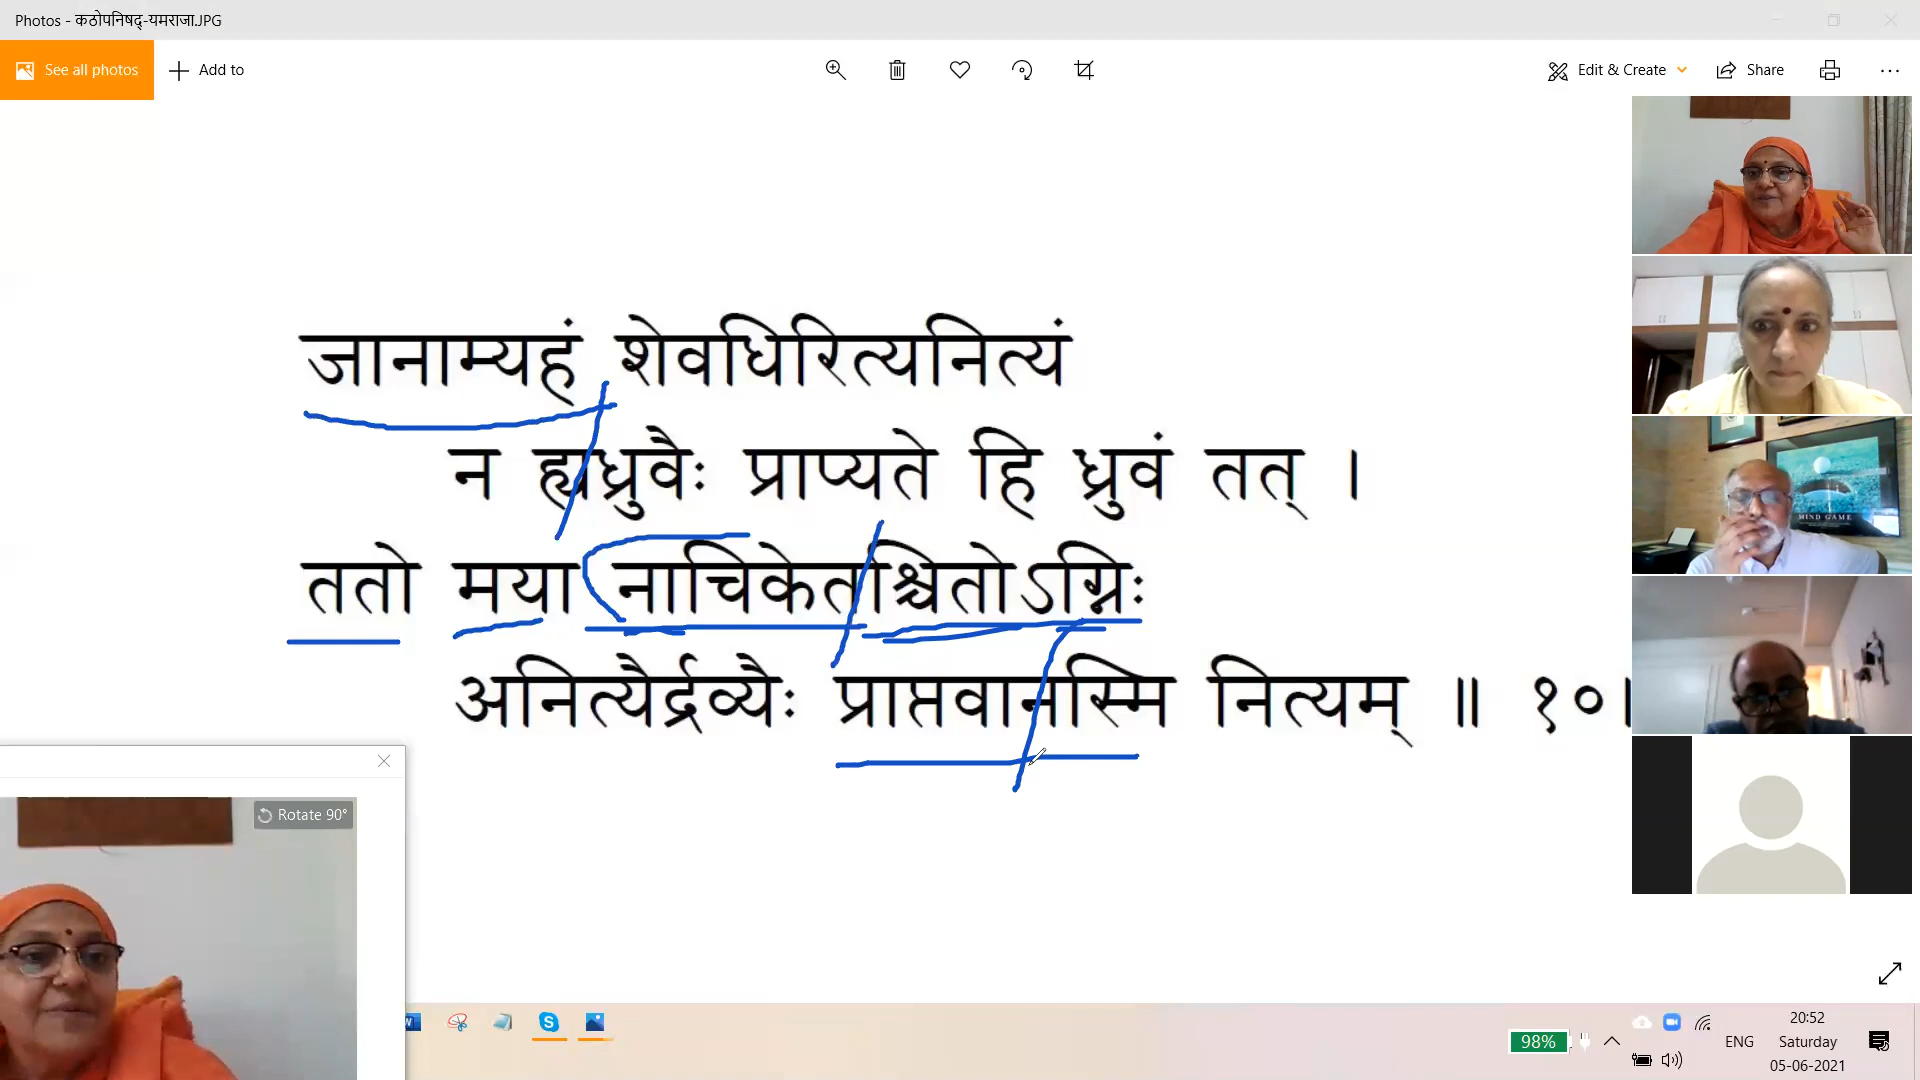 Photos - कठोपनिषद्-यमराजा.JPG
See all photos
Add to
Edit & Create
Share
जानाम्यहं शेवधिरित्यनित्यं
न ह्यध्रुवैः प्राप्यते हि ध्रुवं तत् ।
ततो मया नाचिकेतश्चितोऽग्निः
अनित्यैर्द्रव्यैः प्राप्तवानस्मि नित्यम् ॥ १०।
MIND GAME
Rotate 90°
98%
ENG
20:52
Saturday
05-06-2021